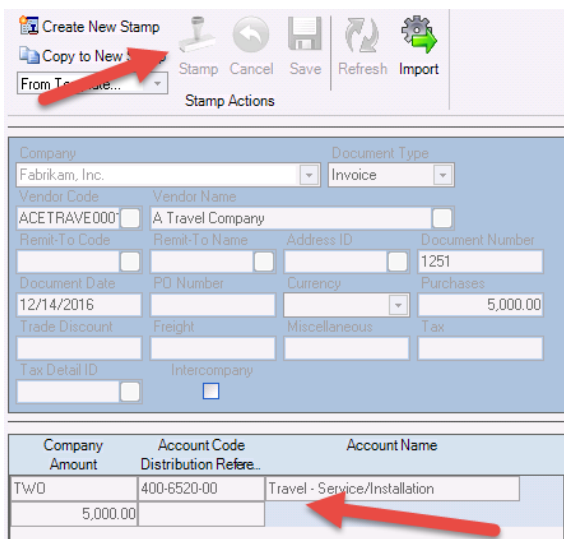 Create New Stamp
Copy to New
From Te
Stamp Cancel Save Refresh Import
Stamp Actions
Company Document Type
Fabrikam, Inc. Invoice
Vendor Code Vendor Name
ACETRAVE000 A Travel Company
Remit-To Code Remit-To Name Address ID Document Number
1251
Document Date PO Number Currency Purchases
12/14/2016 5,000.00
Trade Discount Freight Miscellaneous Tax
Tax Detail ID Intercompany
Company Account Code Account Name
Amount Distribution Refere...
TWO 400-6520-00 Travel - Service/Installation
5,000.00